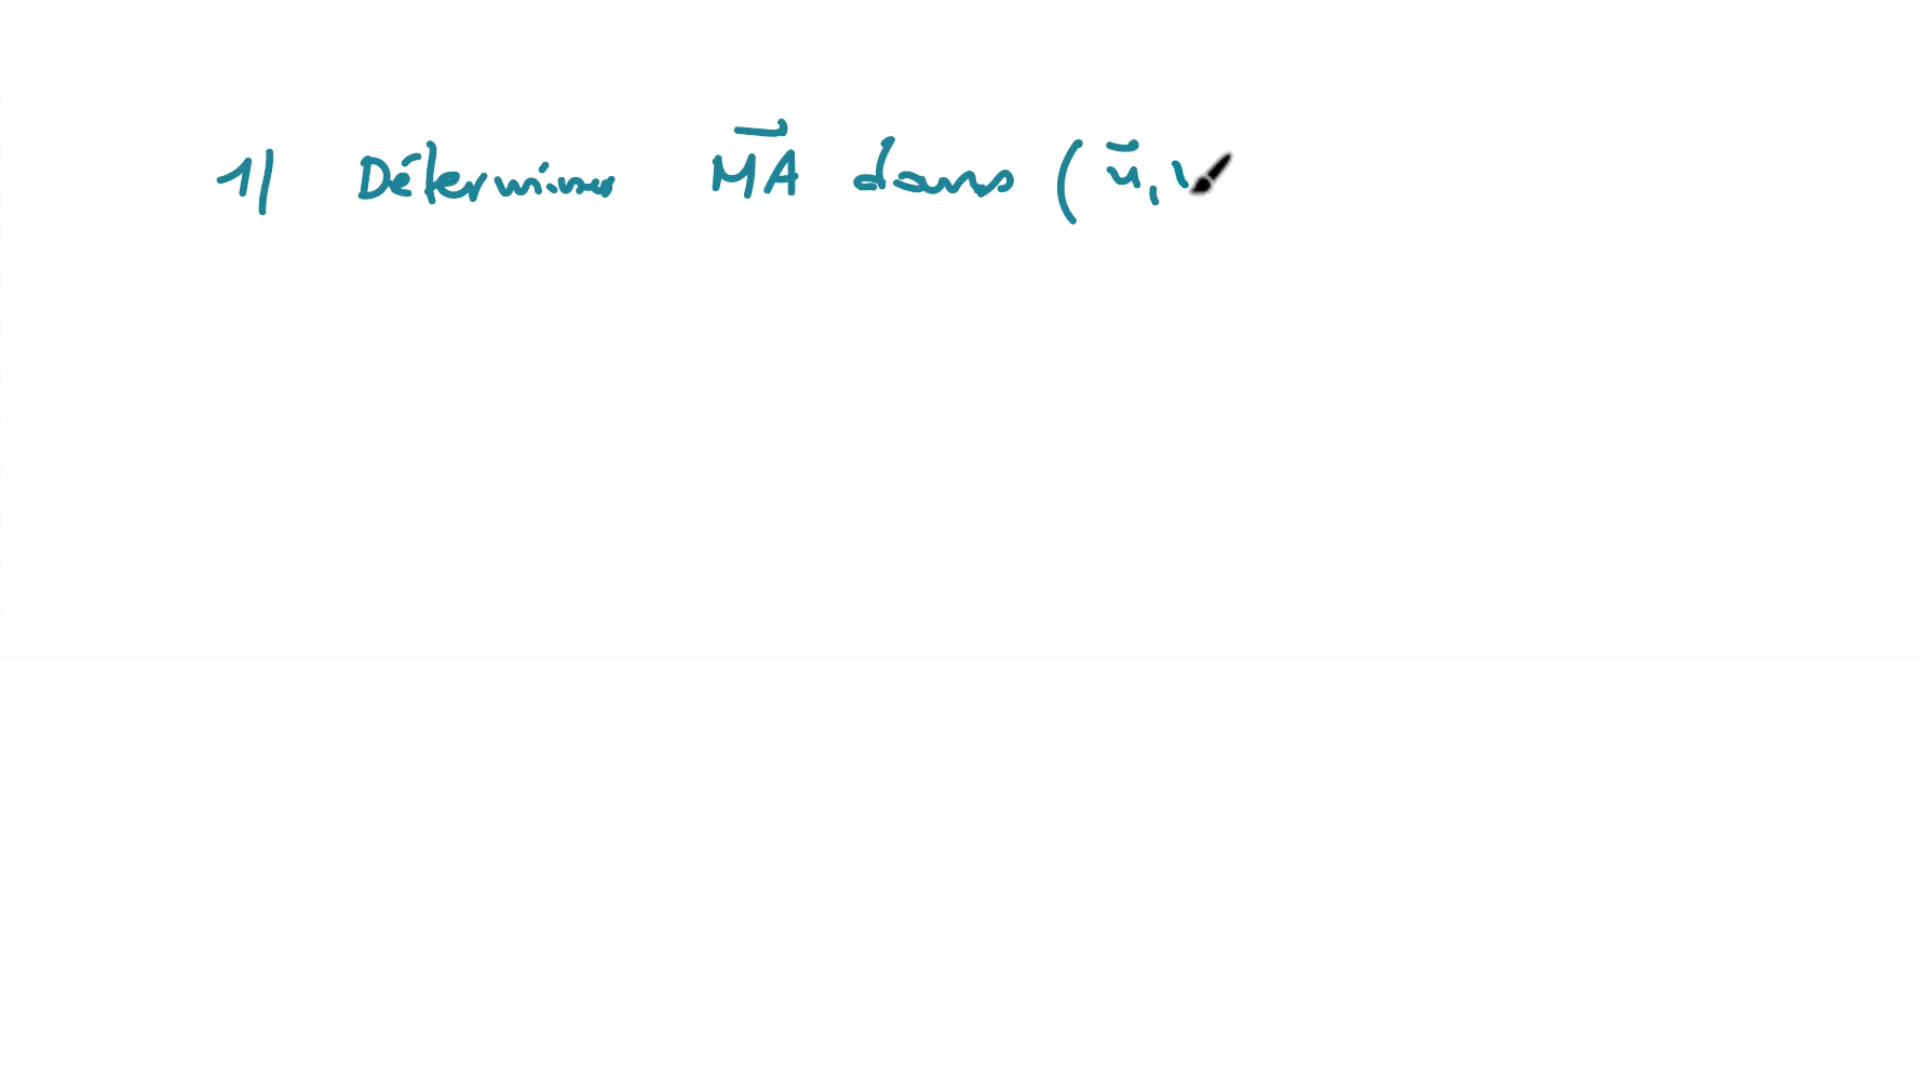 1) Déterminer \vec{MA} dans (\vec{u}, v